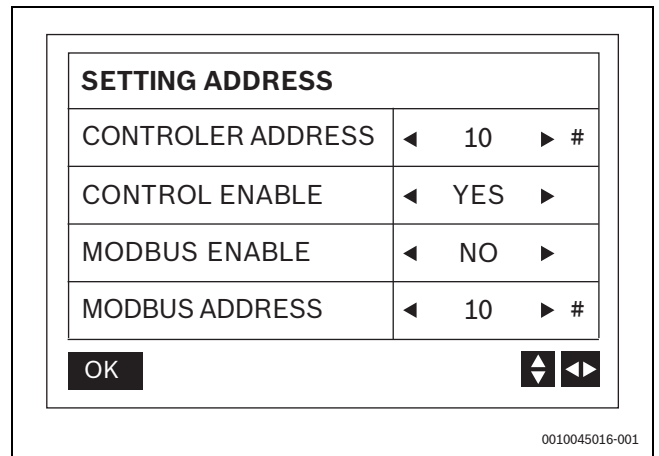 SETTING ADDRESS
CONTROLER ADDRESS ◄ 10 ► #
CONTROL ENABLE ◄ YES ►
MODBUS ENABLE ◄ NO ►
MODBUS ADDRESS ◄ 10 ► #
OK
0010045016-001